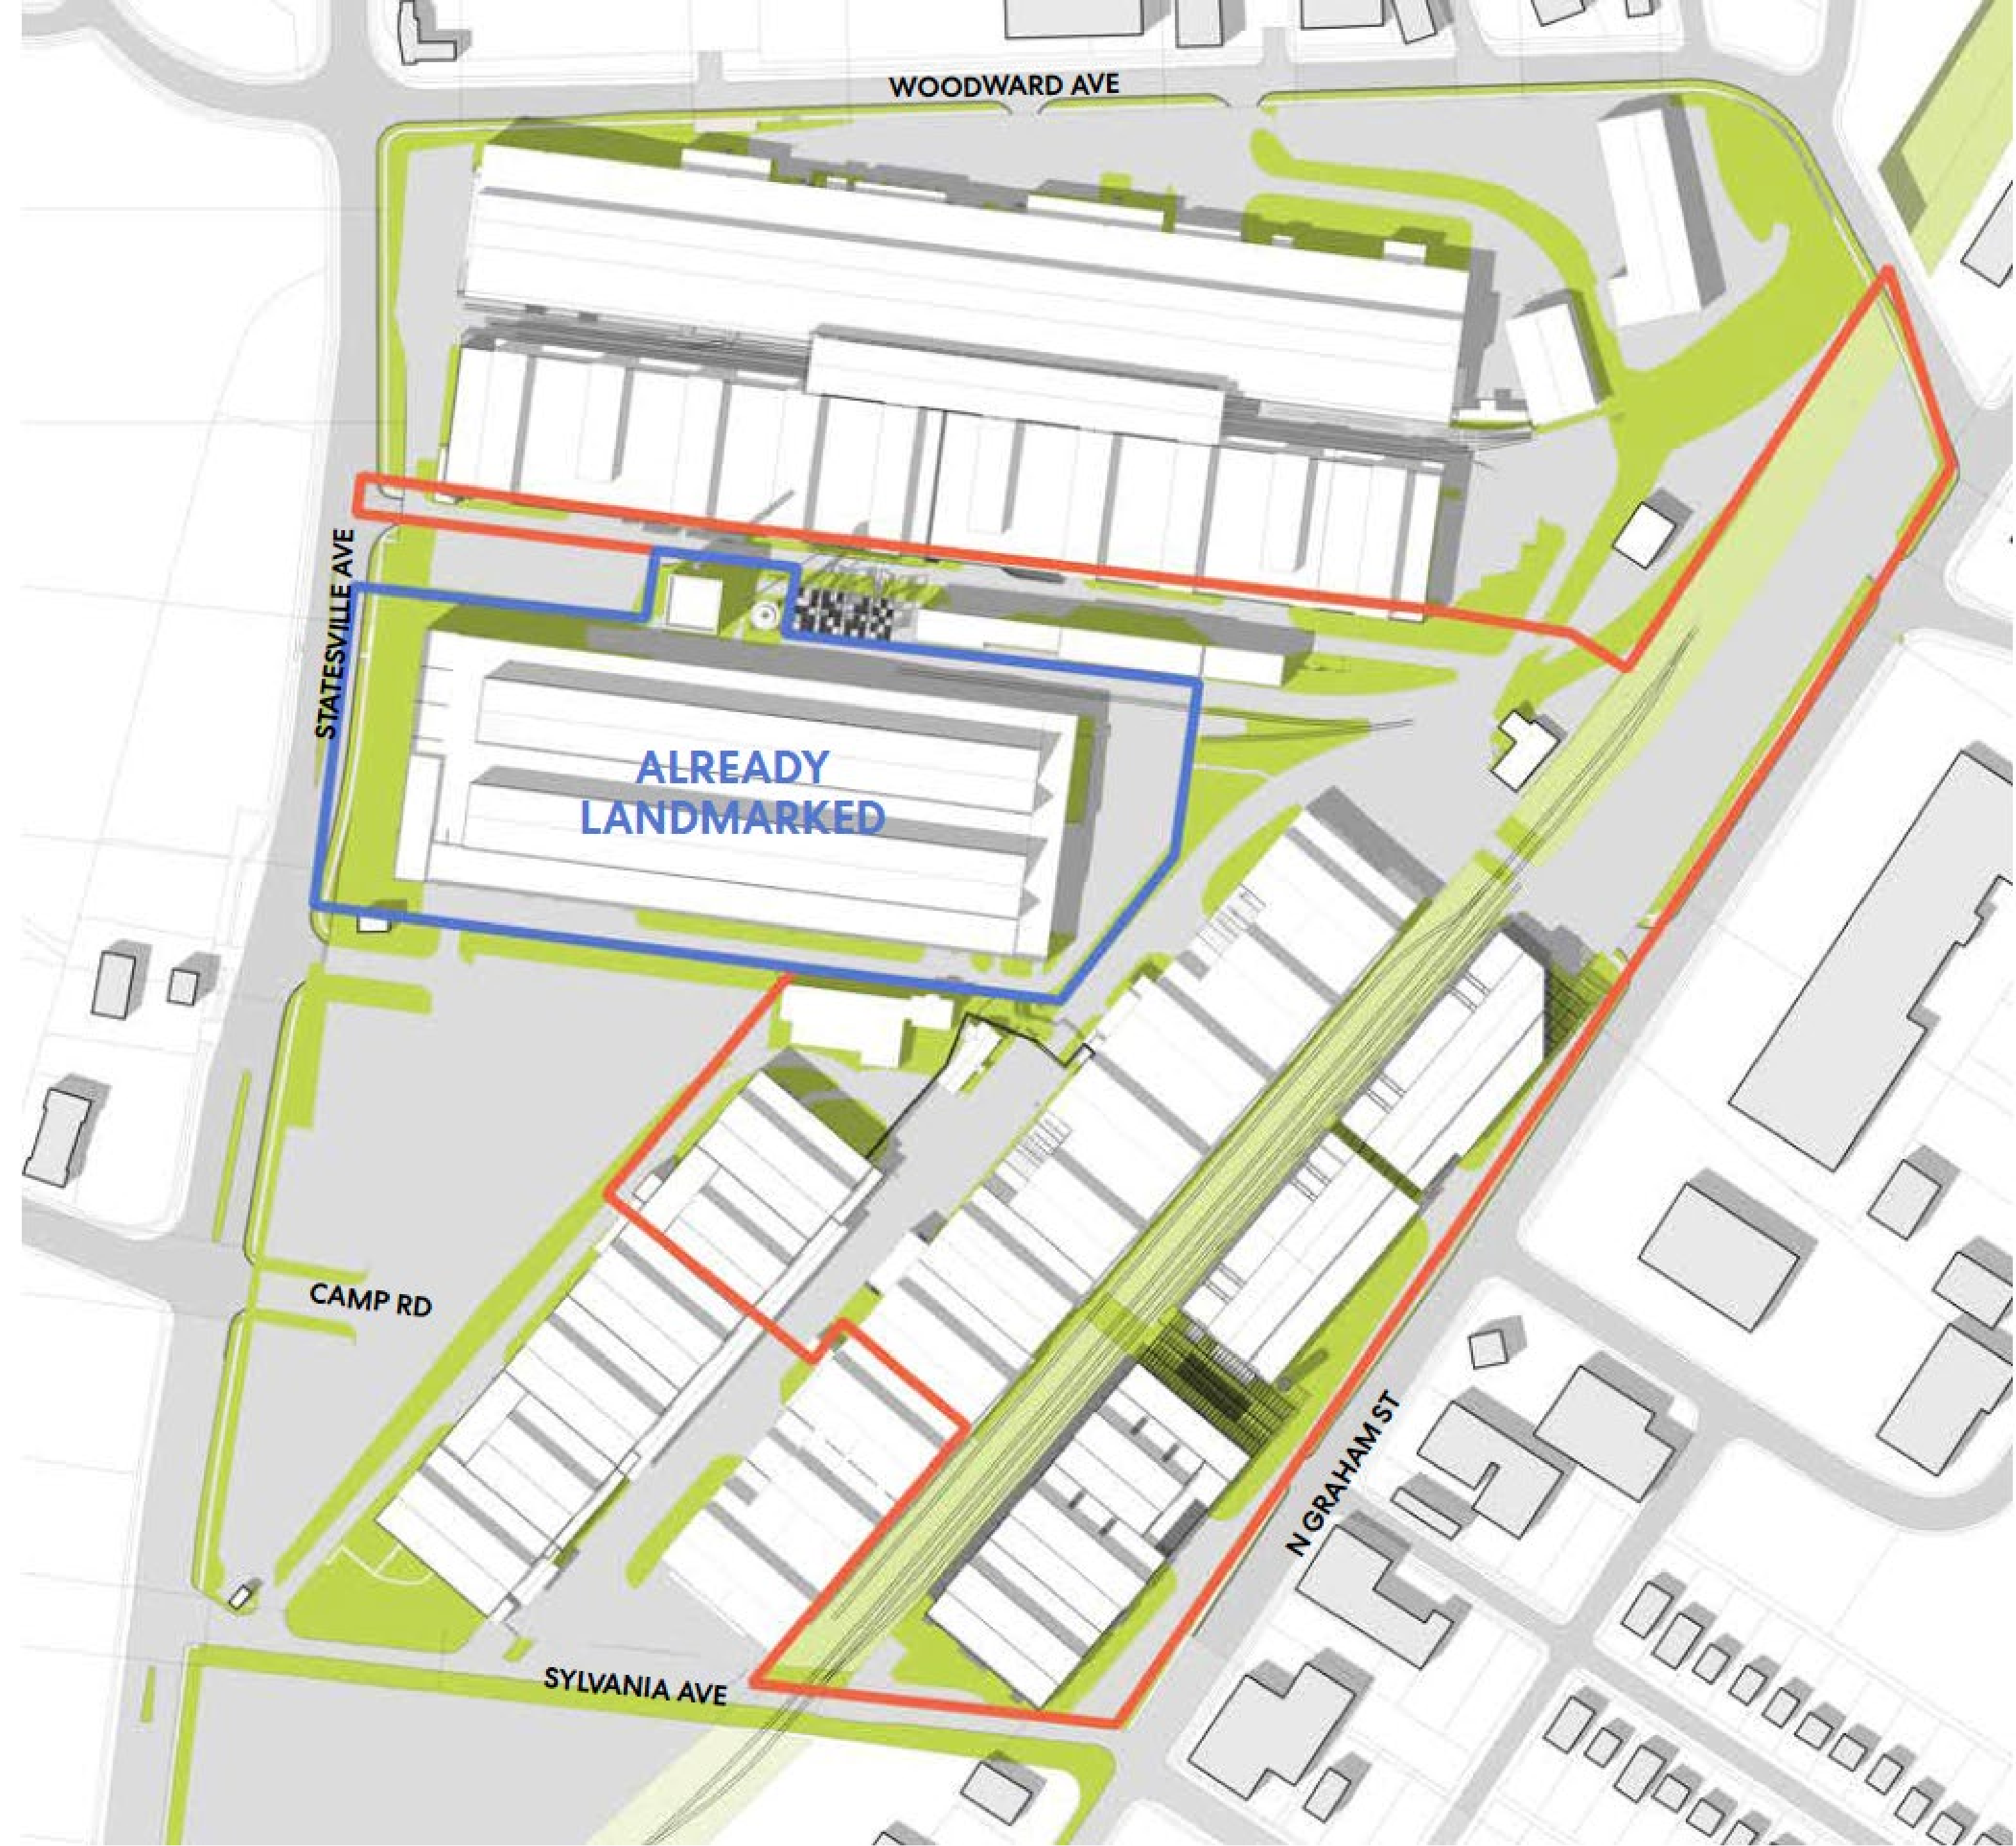 WOODWARD AVE
STATESVILLE AVE
ALREADY
LANDMARKED
CAMP RD
N GRAHAM ST
SYLVANIA AVE